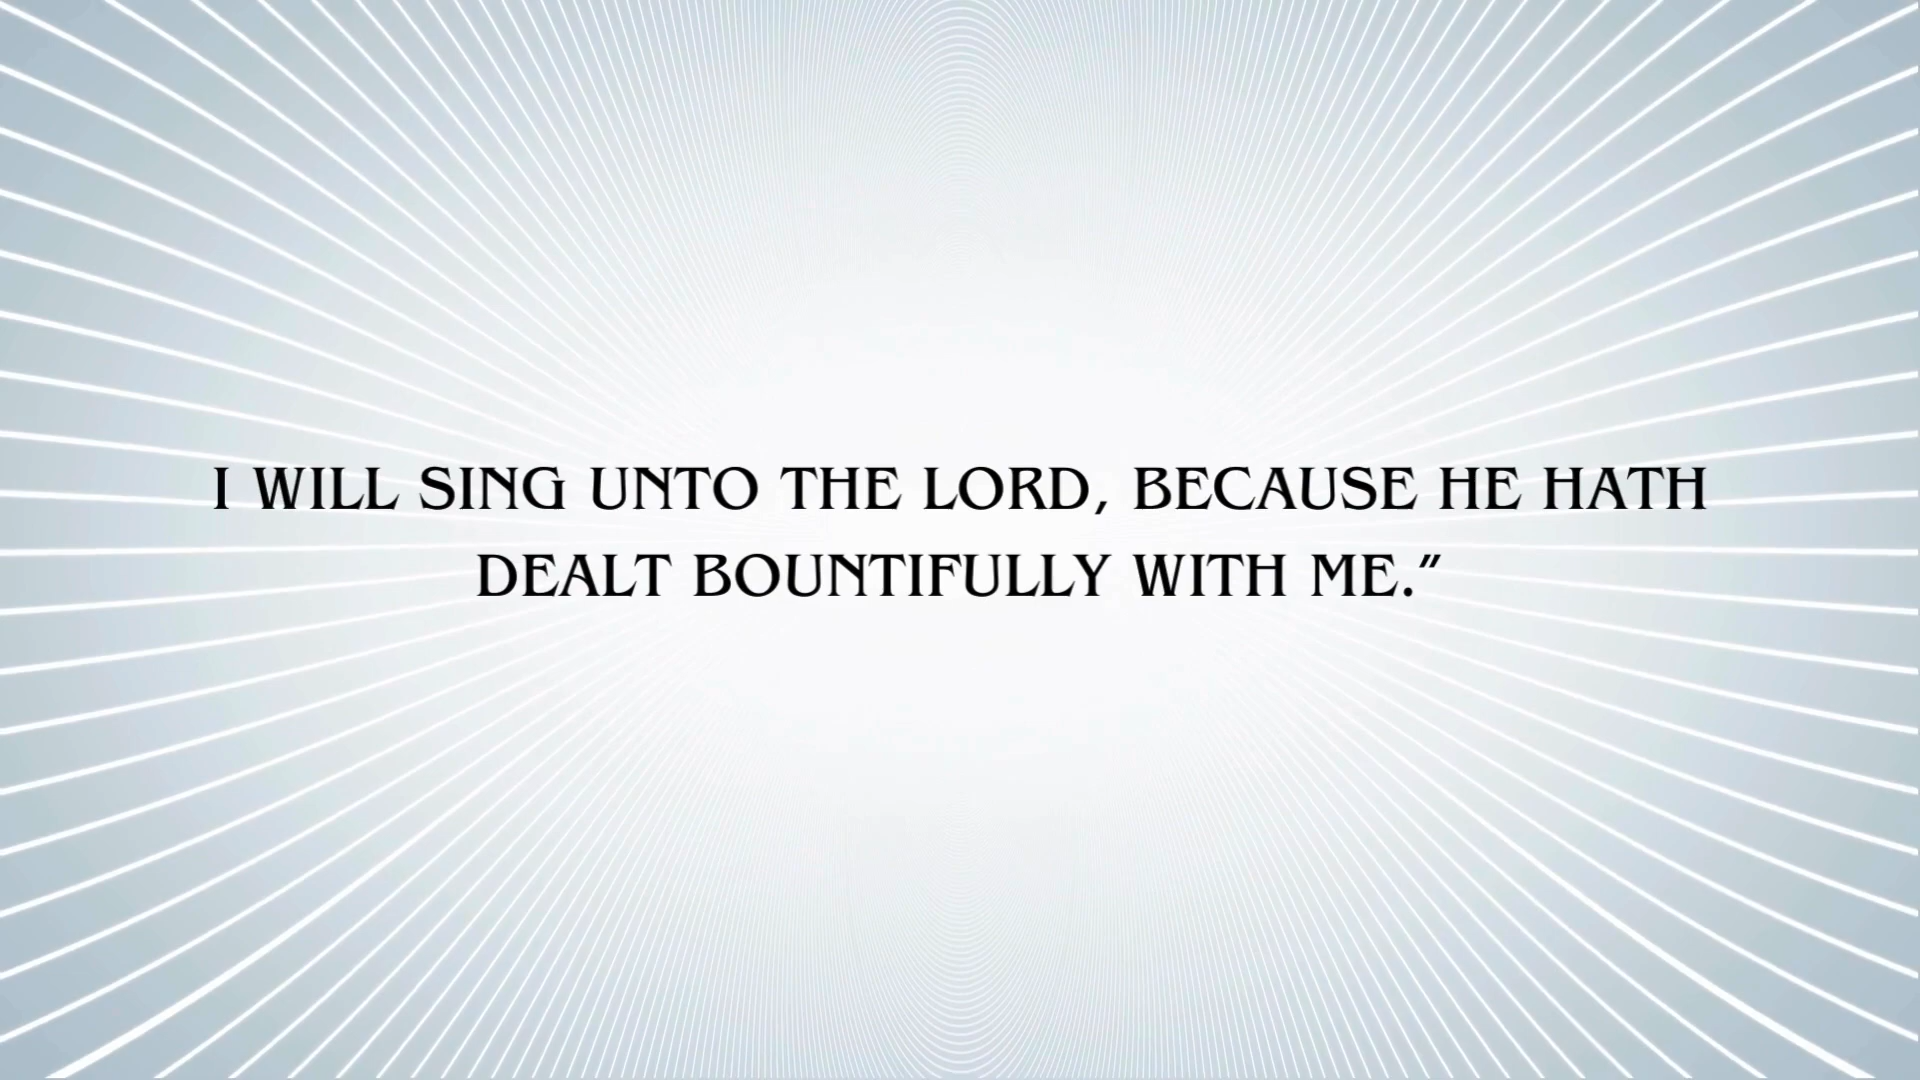 I WILL SING UNTO THE LORD, BECAUSE HE HATH
DEALT BOUNTIFULLY WITH ME.”